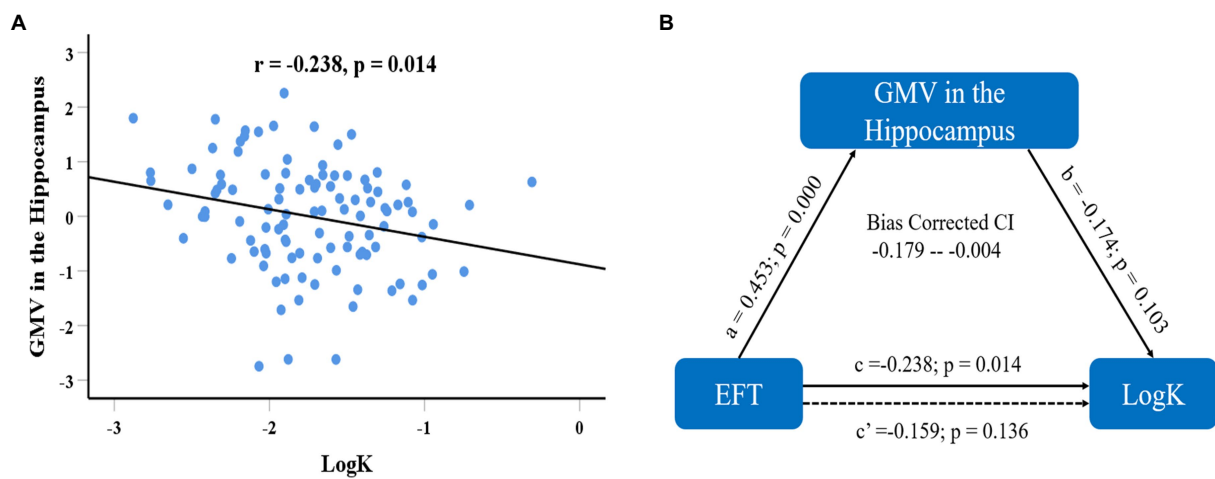 A
r = -0.238, p = 0.014
GMV in the Hippocampus
3
2
1
0
-1
-2
-3
-3
-2
-1
0
LogK
B
GMV in the
Hippocampus
a = 0.453; p = 0.000
b = -0.174; p = 0.103
Bias Corrected CI
-0.179 -- -0.004
EFT
c =-0.238; p = 0.014
c’ =-0.159; p = 0.136
LogK